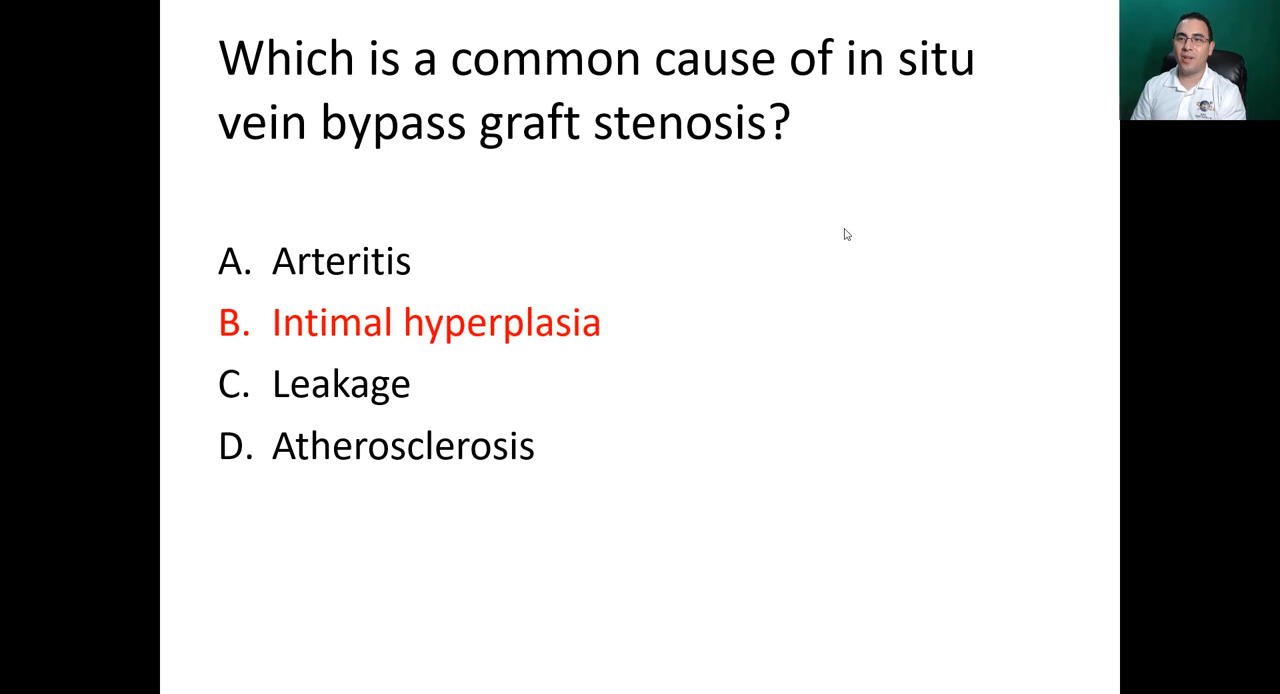 Which is a common cause of in situ
vein bypass graft stenosis?
A. Arteritis
B. Intimal hyperplasia
C. Leakage
D. Atherosclerosis